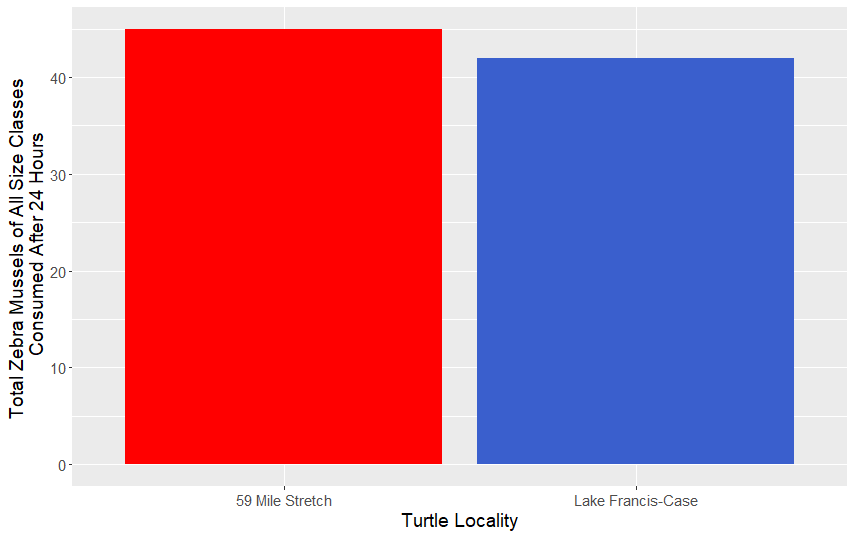 Total Zebra Mussels of All Size Classes
Consumed After 24 Hours
40
30
20
10
0
59 Mile Stretch
Lake Francis-Case
Turtle Locality